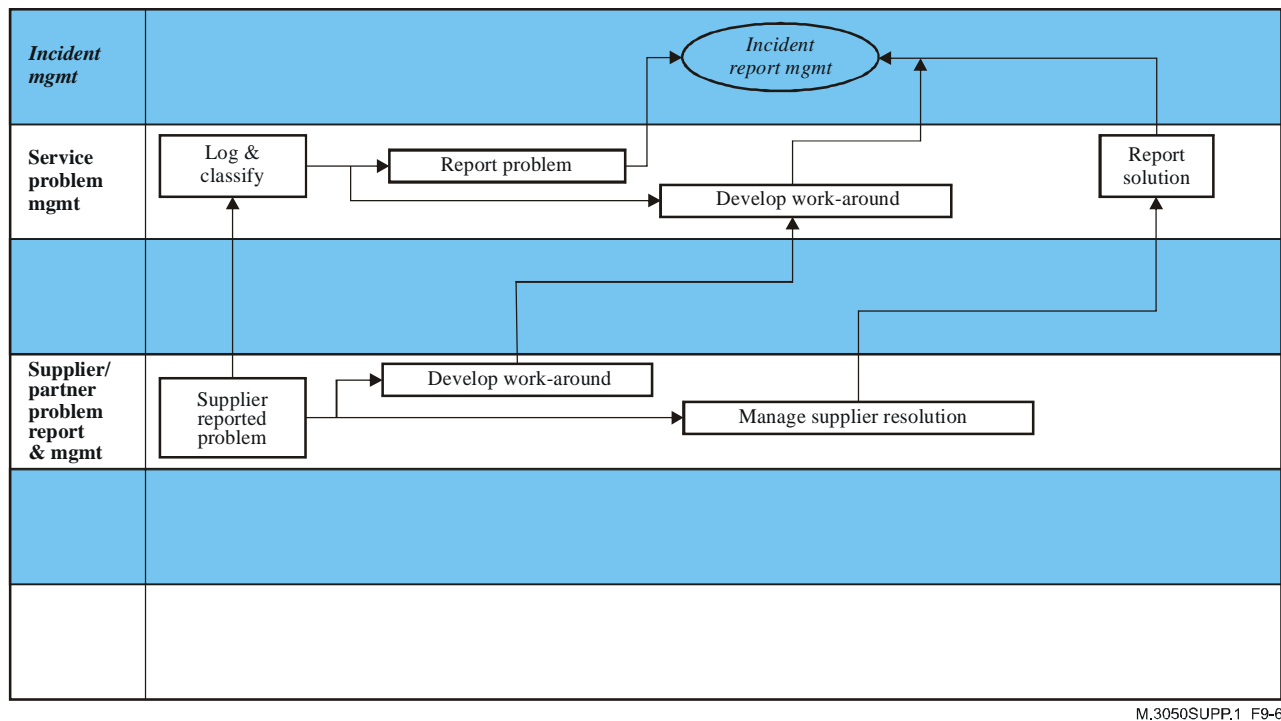 Incident
mgmt
Incident
report mgmt
Service
problem
mgmt
Log &
classify
Report problem
Develop work-around
Report
solution
Supplier/
partner
problem
report
& mgmt
Supplier
reported
problem
Develop work-around
Manage supplier resolution
M.3050SUPP.1_F9-6